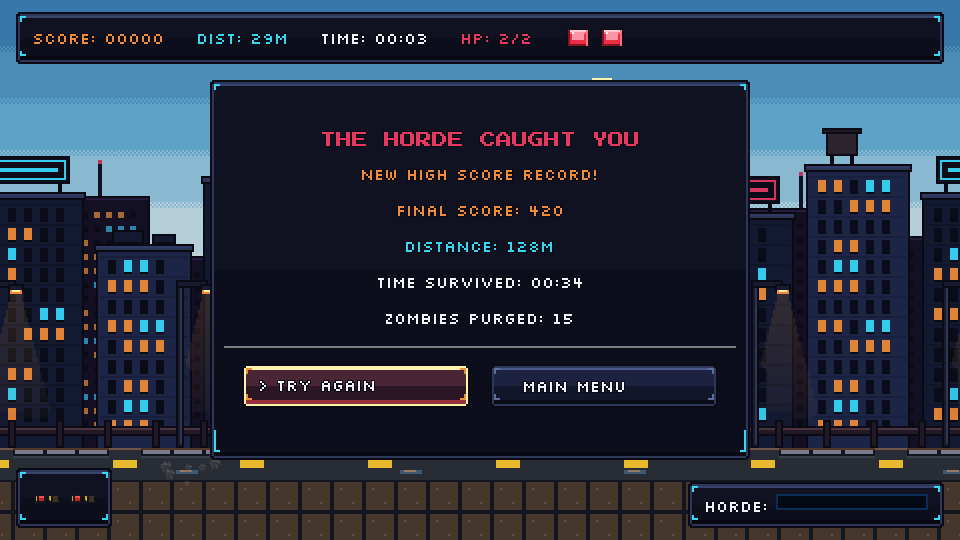 SCORE: 00000 DIST: 29M TIME: 00:03 HP: 2/2
THE HORDE CAUGHT YOU
NEW HIGH SCORE RECORD!
FINAL SCORE: 420
DISTANCE: 128M
TIME SURVIVED: 00:34
ZOMBIES PURGED: 15
> TRY AGAIN
MAIN MENU
HORDE: